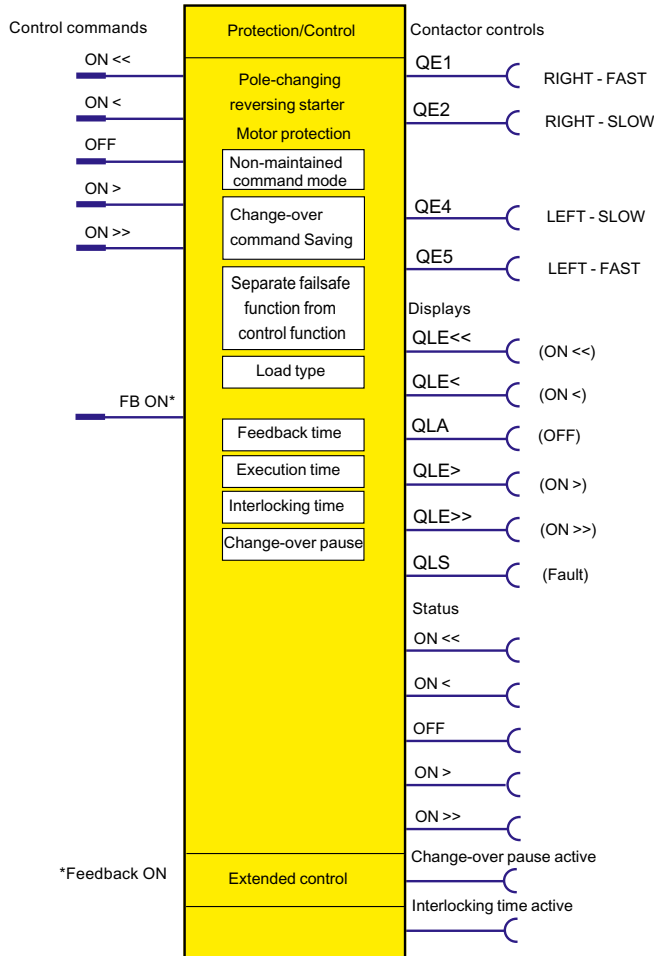 Control commands
ON <<
ON <
OFF
ON >
ON >>
FB ON*
*Feedback ON
Protection/Control
Pole-changing
reversing starter
Motor protection
Non-maintained
command mode
Change-over
command Saving
Separate failsafe
function from
control function
Load type
Feedback time
Execution time
Interlocking time
Change-over pause
Extended control
Contactor controls
QE1
RIGHT - FAST
QE2
RIGHT - SLOW
QE4
LEFT - SLOW
QE5
LEFT - FAST
Displays
QLE<<
(ON <<)
QLE<
(ON <)
QLA
(OFF)
QLE>
(ON >)
QLE>>
(ON >>)
QLS
(Fault)
Status
ON <<
ON <
OFF
ON >
ON >>
Change-over pause active
Interlocking time active